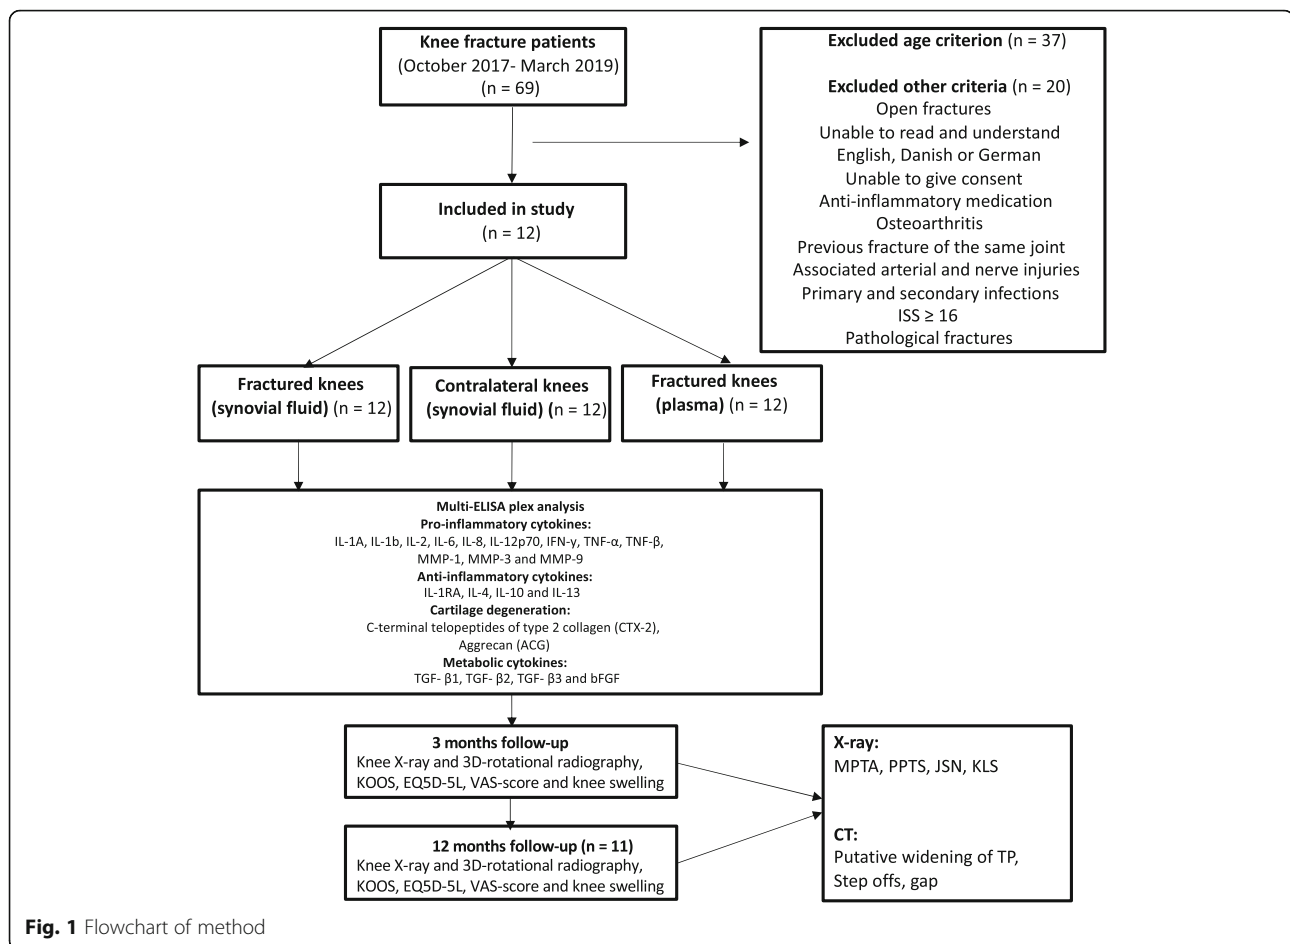 Knee fracture patients
(October 2017- March 2019)
(n = 69)
Excluded age criterion (n = 37)
Excluded other criteria (n = 20)
Open fractures
Unable to read and understand
English, Danish or German
Unable to give consent
Anti-inflammatory medication
Osteoarthritis
Previous fracture of the same joint
Associated arterial and nerve injuries
Primary and secondary infections
ISS ≥ 16
Pathological fractures
Included in study
(n = 12)
Fractured knees
(synovial fluid) (n = 12)
Contralateral knees
(synovial fluid) (n = 12)
Fractured knees
(plasma) (n = 12)
Multi-ELISA plex analysis
Pro-inflammatory cytokines:
IL-1A, IL-1b, IL-2, IL-6, IL-8, IL-12p70, IFN-y, TNF-α, TNF-β,
MMP-1, MMP-3 and MMP-9
Anti-inflammatory cytokines:
IL-1RA, IL-4, IL-10 and IL-13
Cartilage degeneration:
C-terminal telopeptides of type 2 collagen (CTX-2),
Aggrecan (ACG)
Metabolic cytokines:
TGF- β1, TGF- β2, TGF- β3 and bFGF
3 months follow-up
Knee X-ray and 3D-rotational radiography,
KOOS, EQ5D-5L, VAS-score and knee swelling
12 months follow-up (n = 11)
Knee X-ray and 3D-rotational radiography,
KOOS, EQ5D-5L, VAS-score and knee swelling
X-ray:
MPTA, PPTS, JSN, KLS
CT:
Putative widening of TP,
Step offs, gap
Fig. 1 Flowchart of method